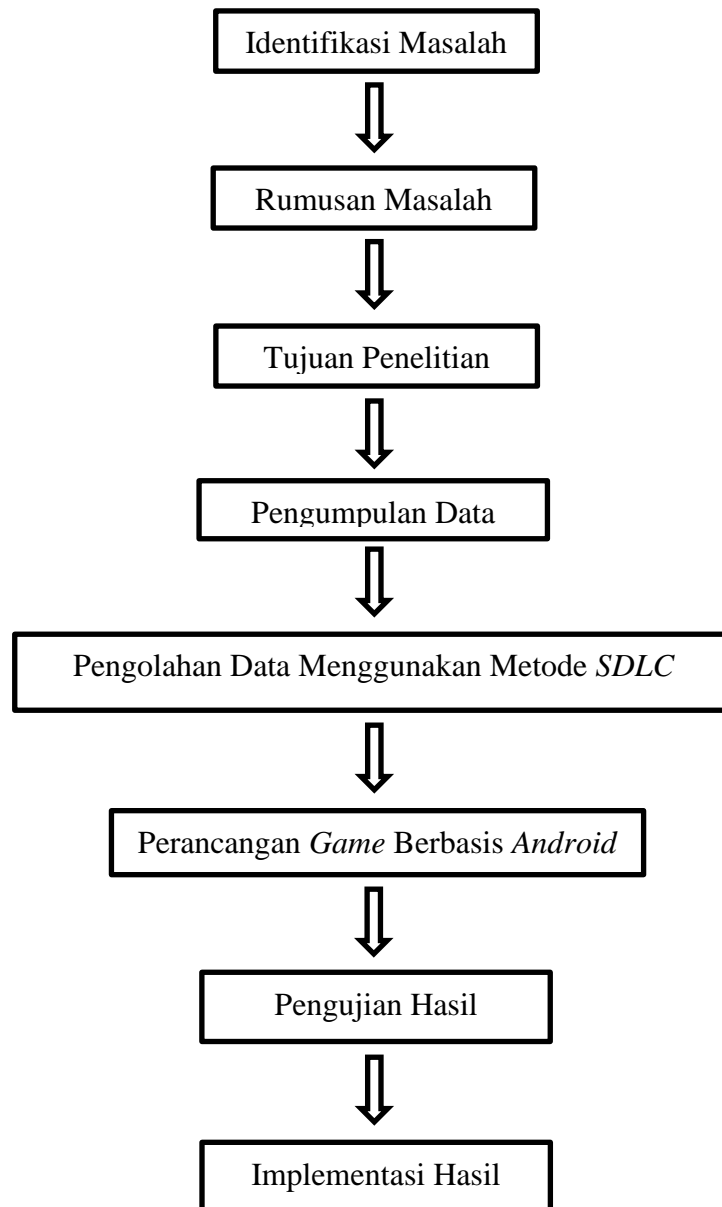 Identifikasi Masalah
Rumusan Masalah
Tujuan Penelitian
Pengumpulan Data
Pengolahan Data Menggunakan Metode SDLC
Perancangan Game Berbasis Android
Pengujian Hasil
Implementasi Hasil